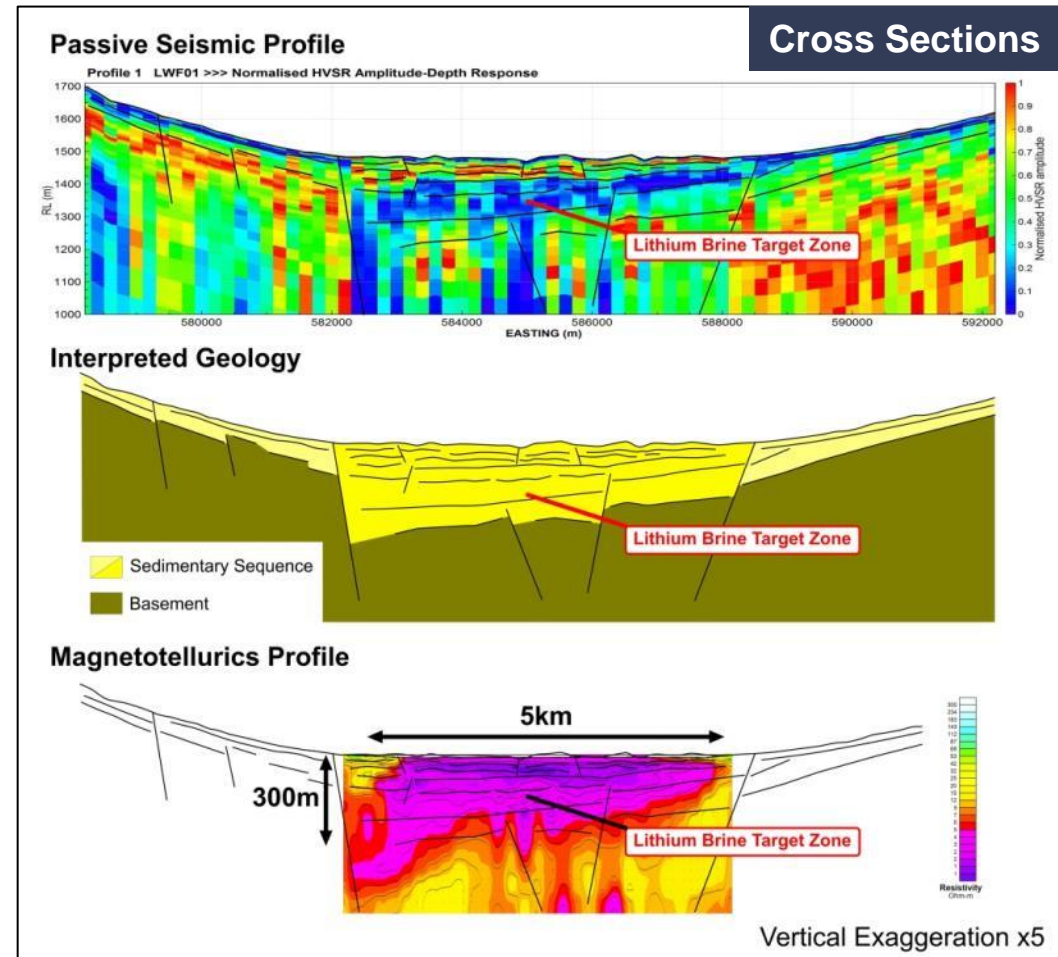 Cross Sections
Passive Seismic Profile
Profile 1 LWF01 >>> Normalised HVSR Amplitude-Depth Response
1700
1600
1500
1400
1300
1200
1100
1000
RL (m)
580000 582000 584000 586000 588000 590000 592000
EASTING (m)
Lithium Brine Target Zone
1
0.9
0.8
0.7
0.6
0.5
0.4
0.3
0.2
0.1
0
Normalised HVSR amplitude
Interpreted Geology
Lithium Brine Target Zone
Sedimentary Sequence
Basement
Magnetotellurics Profile
5km
300m
Lithium Brine Target Zone
Resistivity
Ohm-m
Vertical Exaggeration x5